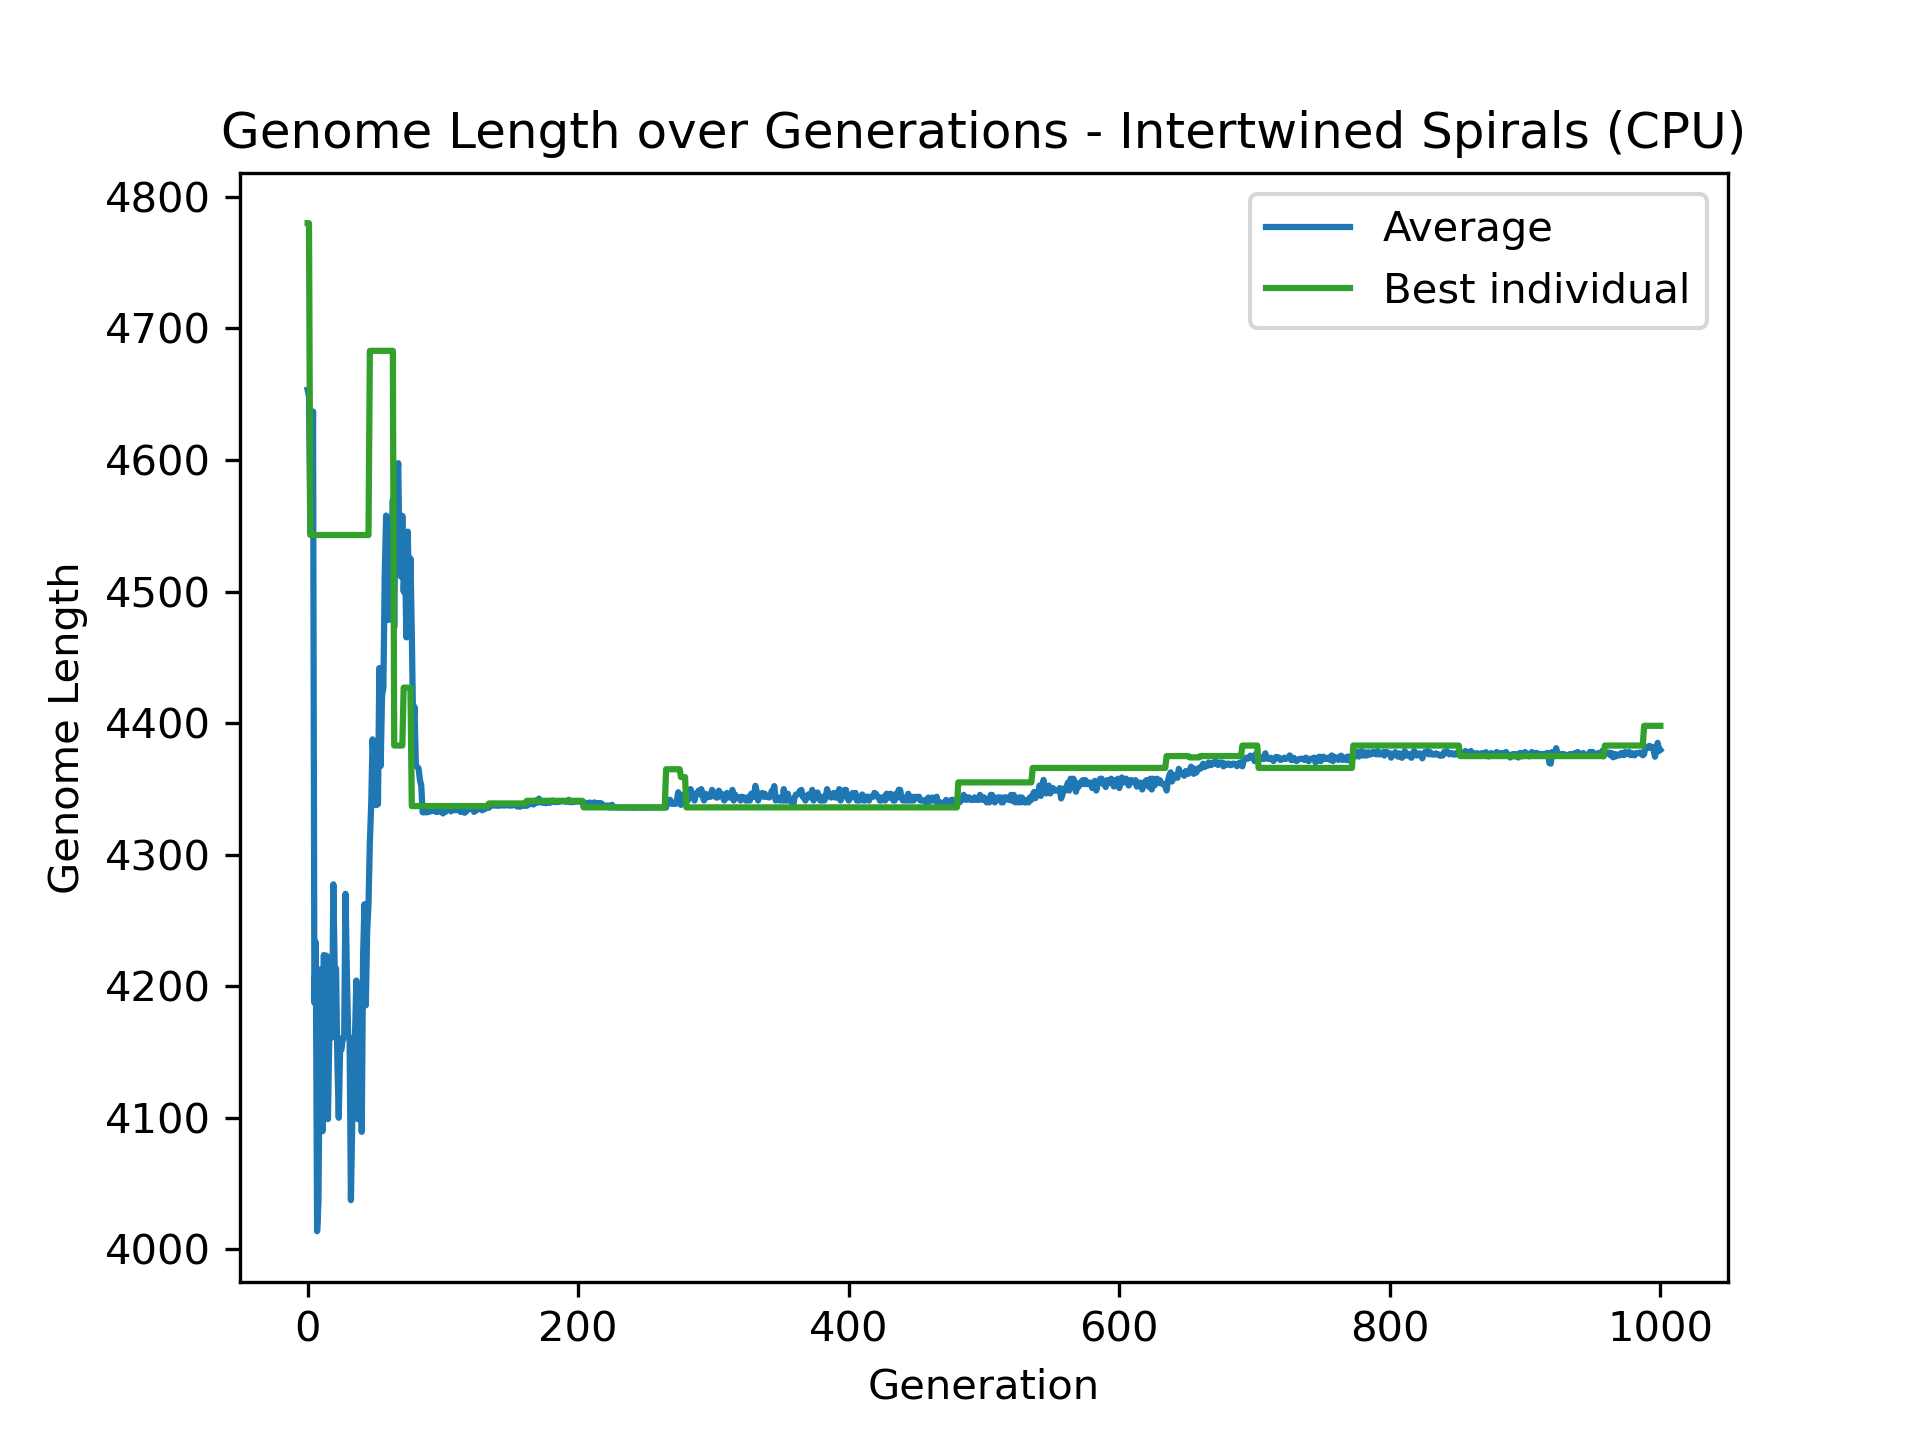 Genome Length over Generations - Intertwined Spirals (CPU)
4800
4700
4600
4500
4400
4300
4200
4100
4000
Genome Length
Average
Best individual
0 200 400 600 800 1000
Generation